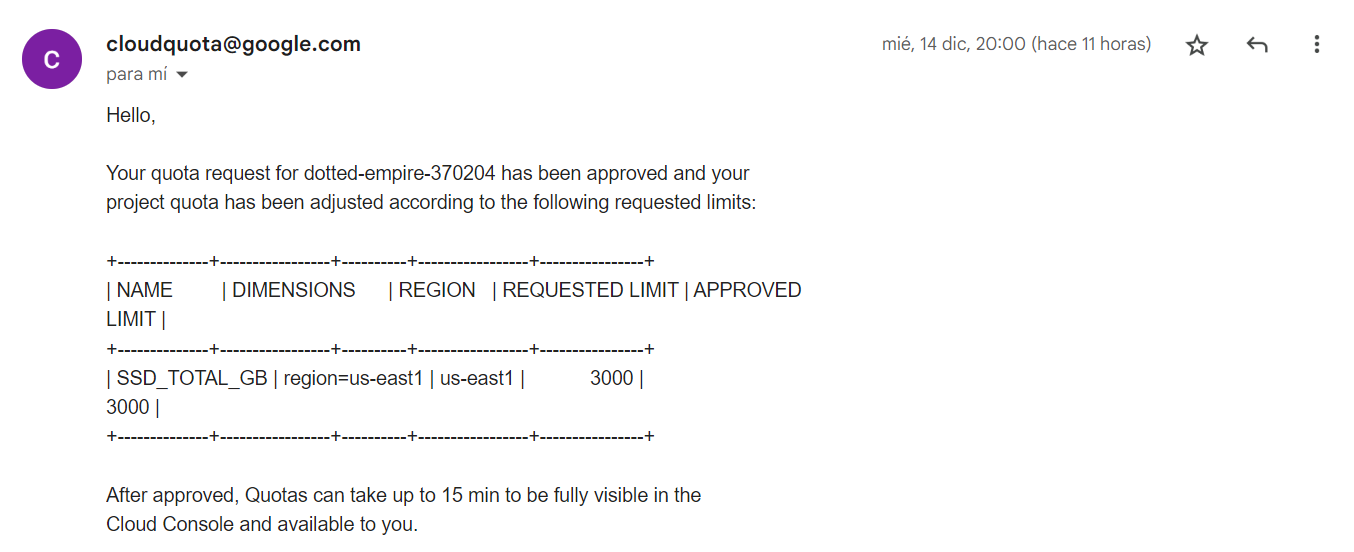 cloudquota@google.com
mié, 14 dic, 20:00 (hace 11 horas)
C
para mí
Hello,
Your quota request for dotted-empire-370204 has been approved and your
project quota has been adjusted according to the following requested limits:
+--------------+-----------------+----------+-----------------+----------------+
| NAME | DIMENSIONS | REGION | REQUESTED LIMIT | APPROVED
LIMIT |
+--------------+-----------------+----------+-----------------+----------------+
| SSD_TOTAL_GB | region=us-east1 | us-east1 | 3000 |
3000 |
+--------------+-----------------+----------+-----------------+----------------+
After approved, Quotas can take up to 15 min to be fully visible in the
Cloud Console and available to you.